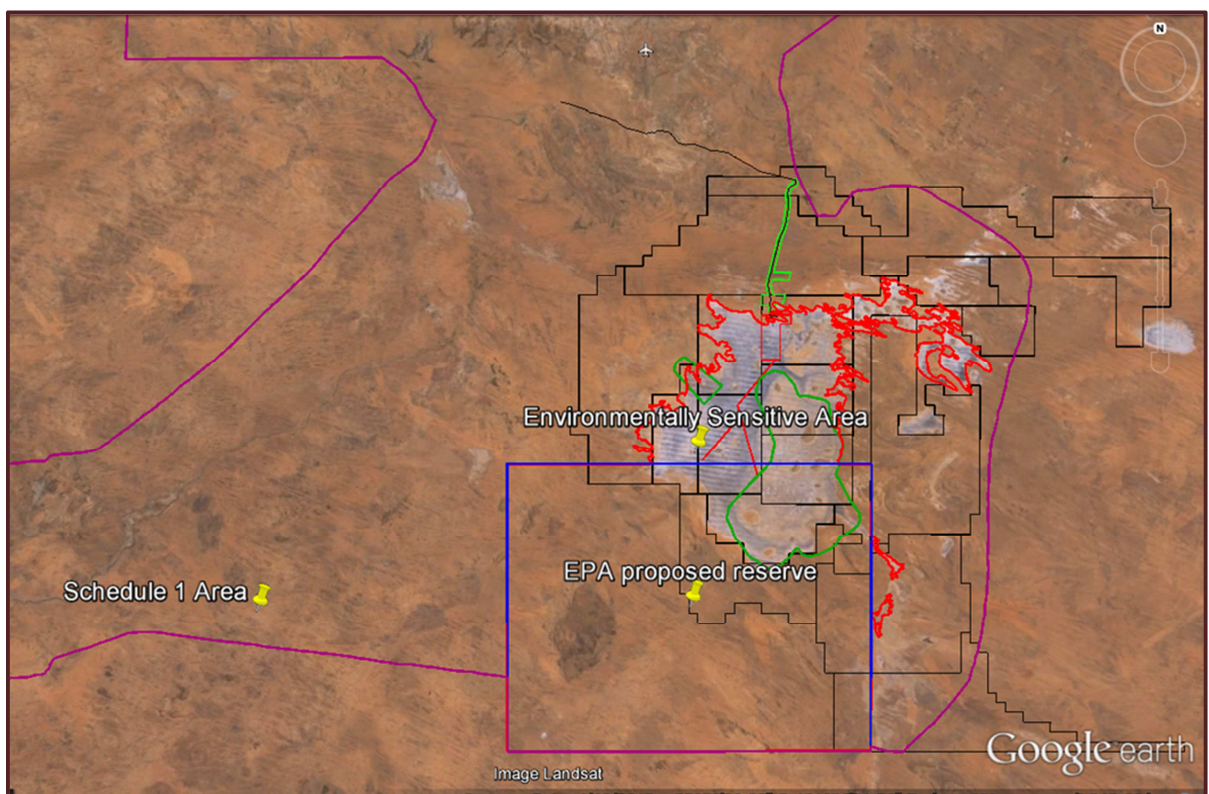 N
Environmentally Sensitive Area
EPA proposed reserve
Schedule 1 Area
Google earth
Image Landsat